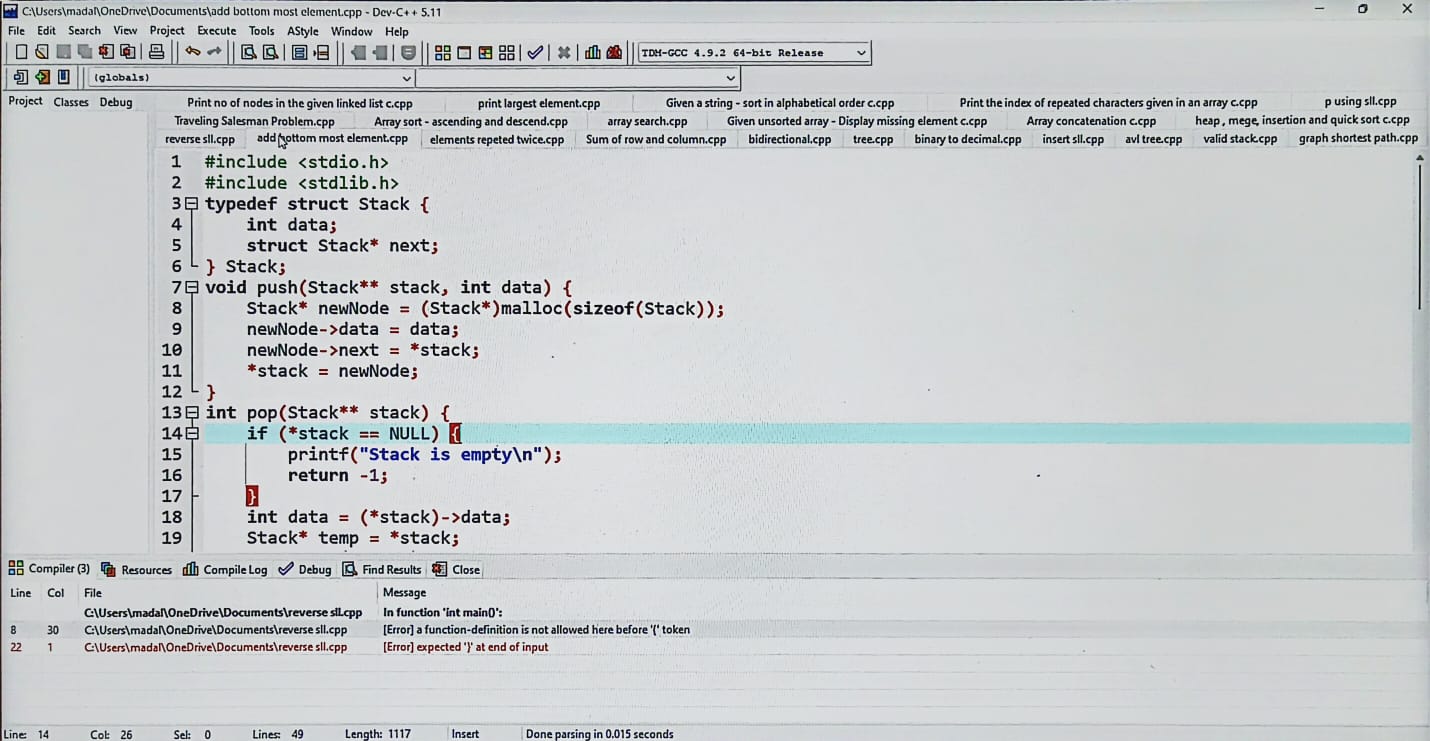 C:\Users\madal\OneDrive\Documents\add bottom most element.cpp - Dev-C++ 5.11
File Edit Search View Project Execute Tools AStyle Window Help
TDM-GCC 4.9.2 64-bit Release
(globals)
Project Classes Debug
Print no of nodes in the given linked list c.cpp print largest element.cpp Given a string - sort in alphabetical order c.cpp Print the index of repeated characters given in an array c.cpp p using sll.cpp
Traveling Salesman Problem.cpp Array sort - ascending and descend.cpp array search.cpp Given unsorted array - Display missing element c.cpp Array concatenation c.cpp heap , mege, insertion and quick sort c.cpp
reverse sll.cpp add bottom most element.cpp elements repeted twice.cpp Sum of row and column.cpp bidirectional.cpp tree.cpp binary to decimal.cpp insert sll.cpp avl tree.cpp valid stack.cpp graph shortest path.cpp
1 #include <stdio.h>
2 #include <stdlib.h>
3 typedef struct Stack {
4 int data;
5 struct Stack* next;
6 } Stack;
7 void push(Stack** stack, int data) {
8 Stack* newNode = (Stack*)malloc(sizeof(Stack));
9 newNode->data = data;
10 newNode->next = *stack;
11 *stack = newNode;
12 }
13 int pop(Stack** stack) {
14 if (*stack == NULL) {
15 printf("Stack is empty\n");
16 return -1;
17 }
18 int data = (*stack)->data;
19 Stack* temp = *stack;
Compiler (3) Resources Compile Log Debug Find Results Close
Line Col File Message
C:\Users\madal\OneDrive\Documents\reverse sll.cpp In function 'int main()':
8 30 C:\Users\madal\OneDrive\Documents\reverse sll.cpp [Error] a function-definition is not allowed here before '{' token
22 1 C:\Users\madal\OneDrive\Documents\reverse sll.cpp [Error] expected '}' at end of input
Line: 14 Col: 26 Sel: 0 Lines: 49 Length: 1117 Insert Done parsing in 0.015 seconds